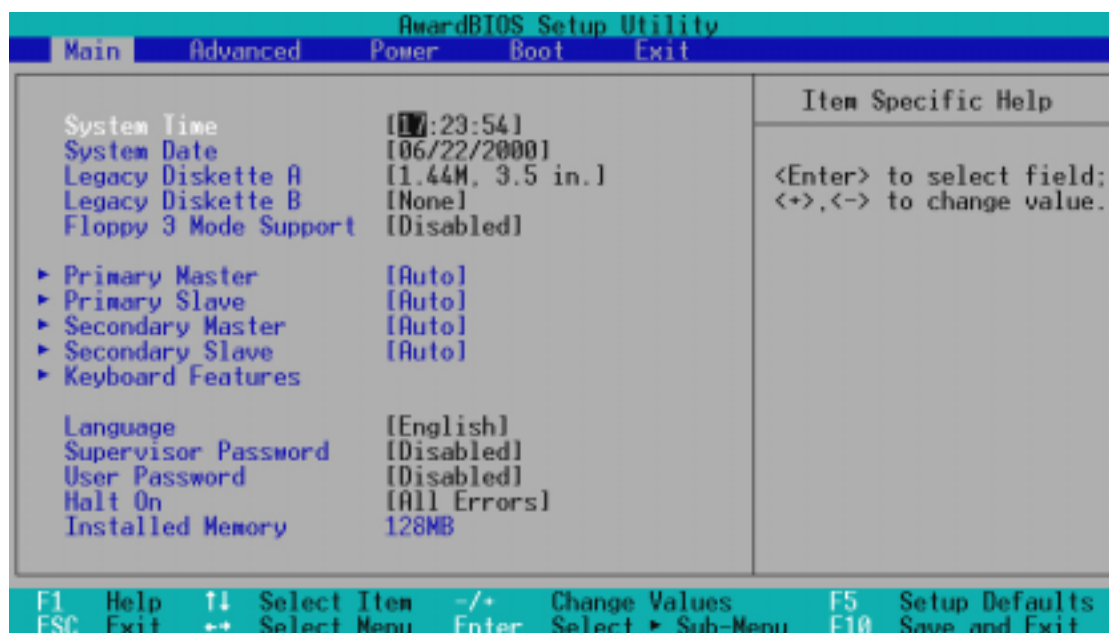 AwardBIOS Setup Utility
Main Advanced Power Boot Exit
System Time [17:23:54]
System Date [06/22/2000]
Legacy Diskette A [1.44M, 3.5 in.]
Legacy Diskette B [None]
Floppy 3 Mode Support [Disabled]
► Primary Master [Auto]
► Primary Slave [Auto]
► Secondary Master [Auto]
► Secondary Slave [Auto]
► Keyboard Features
Language [English]
Supervisor Password [Disabled]
User Password [Disabled]
Halt On [All Errors]
Installed Memory 128MB
Item Specific Help
<Enter> to select field;
<+>,<-> to change value.
F1 Help ↑↓ Select Item -/+ Change Values F5 Setup Defaults
ESC Exit ←→ Select Menu Enter Select ► Sub-Menu F10 Save and Exit